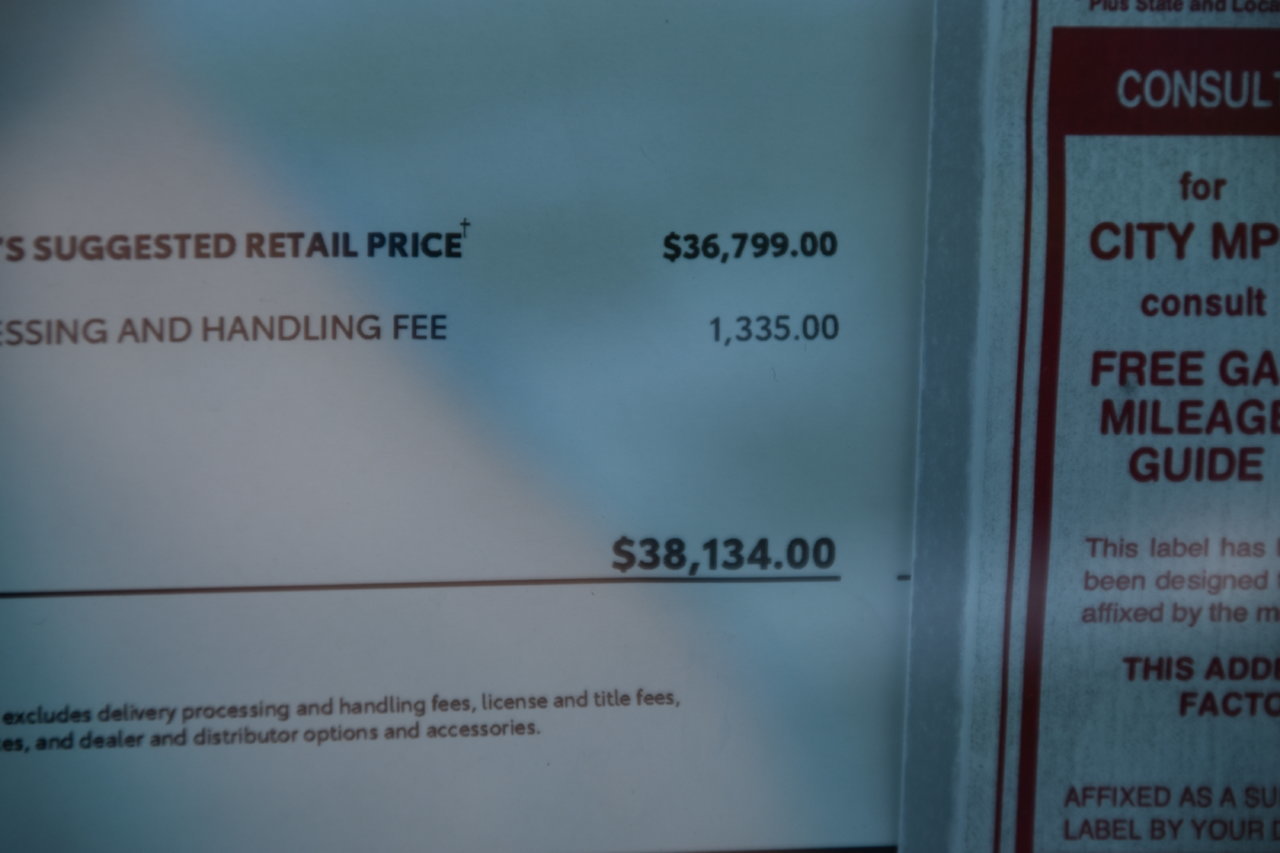 'S SUGGESTED RETAIL PRICE† $36,799.00
ESSING AND HANDLING FEE 1,335.00
$38,134.00
excludes delivery processing and handling fees, license and title fees,
es, and dealer and distributor options and accessories.
Plus State and Loca
CONSULT
for
CITY MP
consult
FREE GA
MILEAGE
GUIDE
This label has
been designed
affixed by the m
THIS ADDE
FACTO
AFFIXED AS A SU
LABEL BY YOUR D